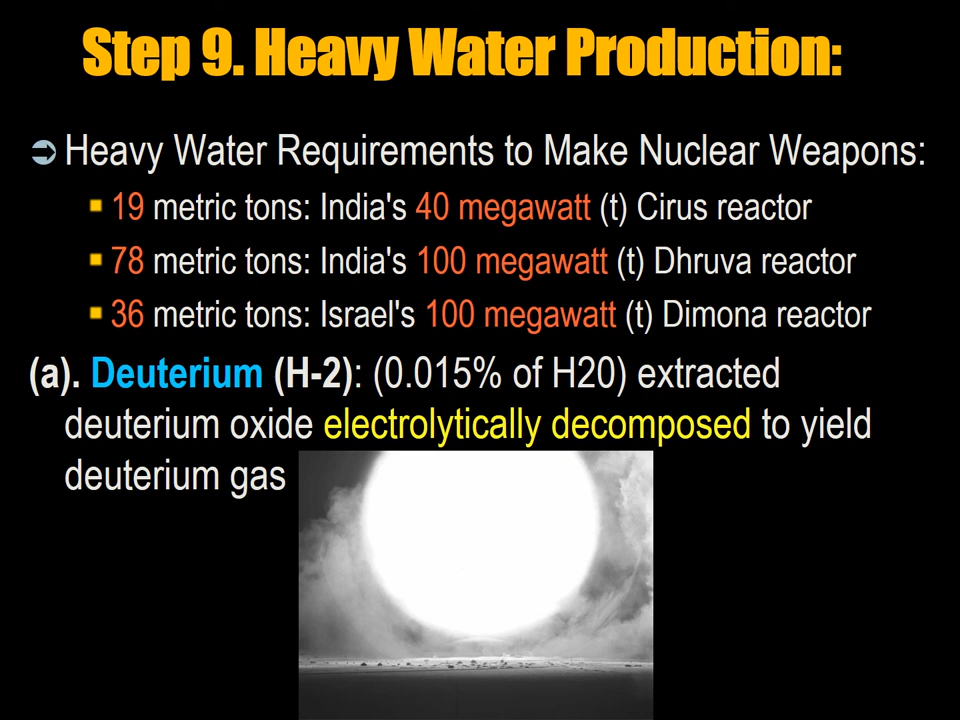 Step 9. Heavy Water Production:
Heavy Water Requirements to Make Nuclear Weapons:
19 metric tons: India's 40 megawatt (t) Cirus reactor
78 metric tons: India's 100 megawatt (t) Dhruva reactor
36 metric tons: Israel's 100 megawatt (t) Dimona reactor
(a). Deuterium (H-2): (0.015% of H20) extracted
deuterium oxide electrolytically decomposed to yield
deuterium gas